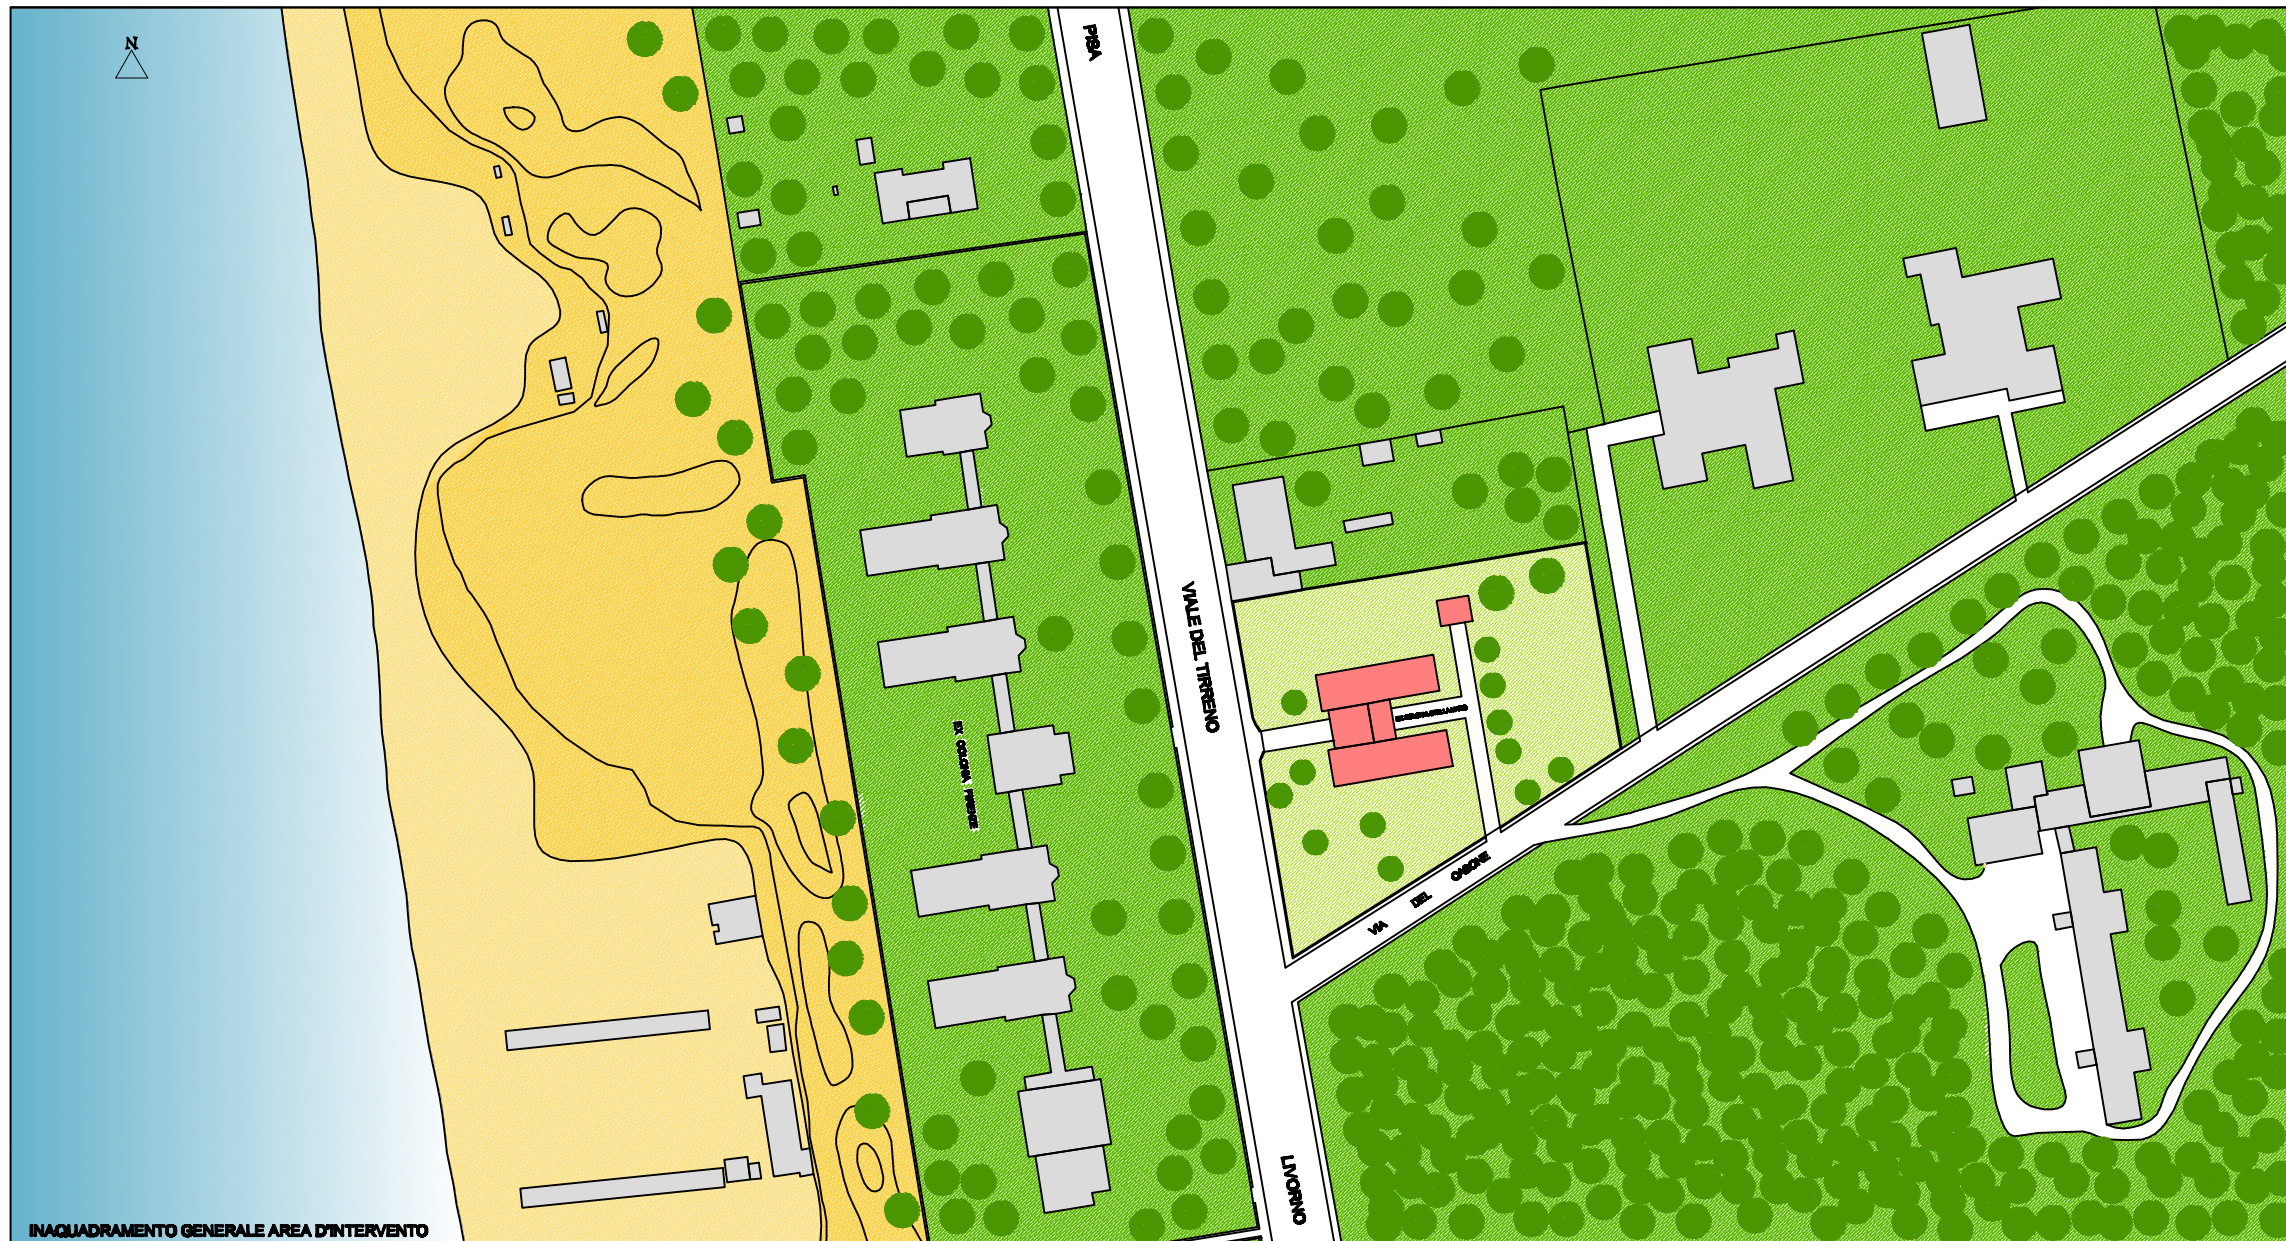 N
PISA
VIALE DEL TIRRENO
EX COLONIA FIRENZE
VIA DEL CASONE
LIVORNO
INAQUADRAMENTO GENERALE AREA D'INTERVENTO